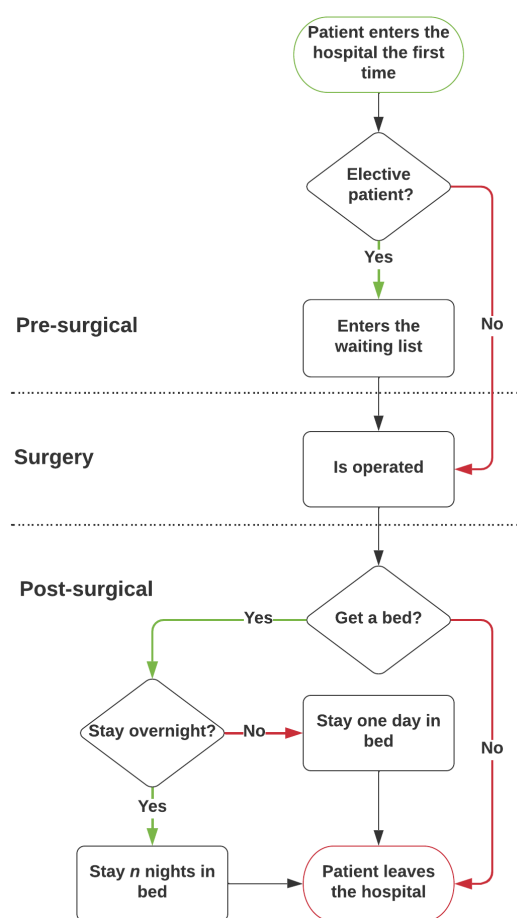 Patient enters the
hospital the first
time
Elective
patient?
Yes
No
Pre-surgical
Enters the
waiting list
Surgery
Is operated
Post-surgical
Get a bed?
Yes
No
Stay overnight?
No
Stay one day in
bed
Yes
Stay n nights in
bed
Patient leaves
the hospital